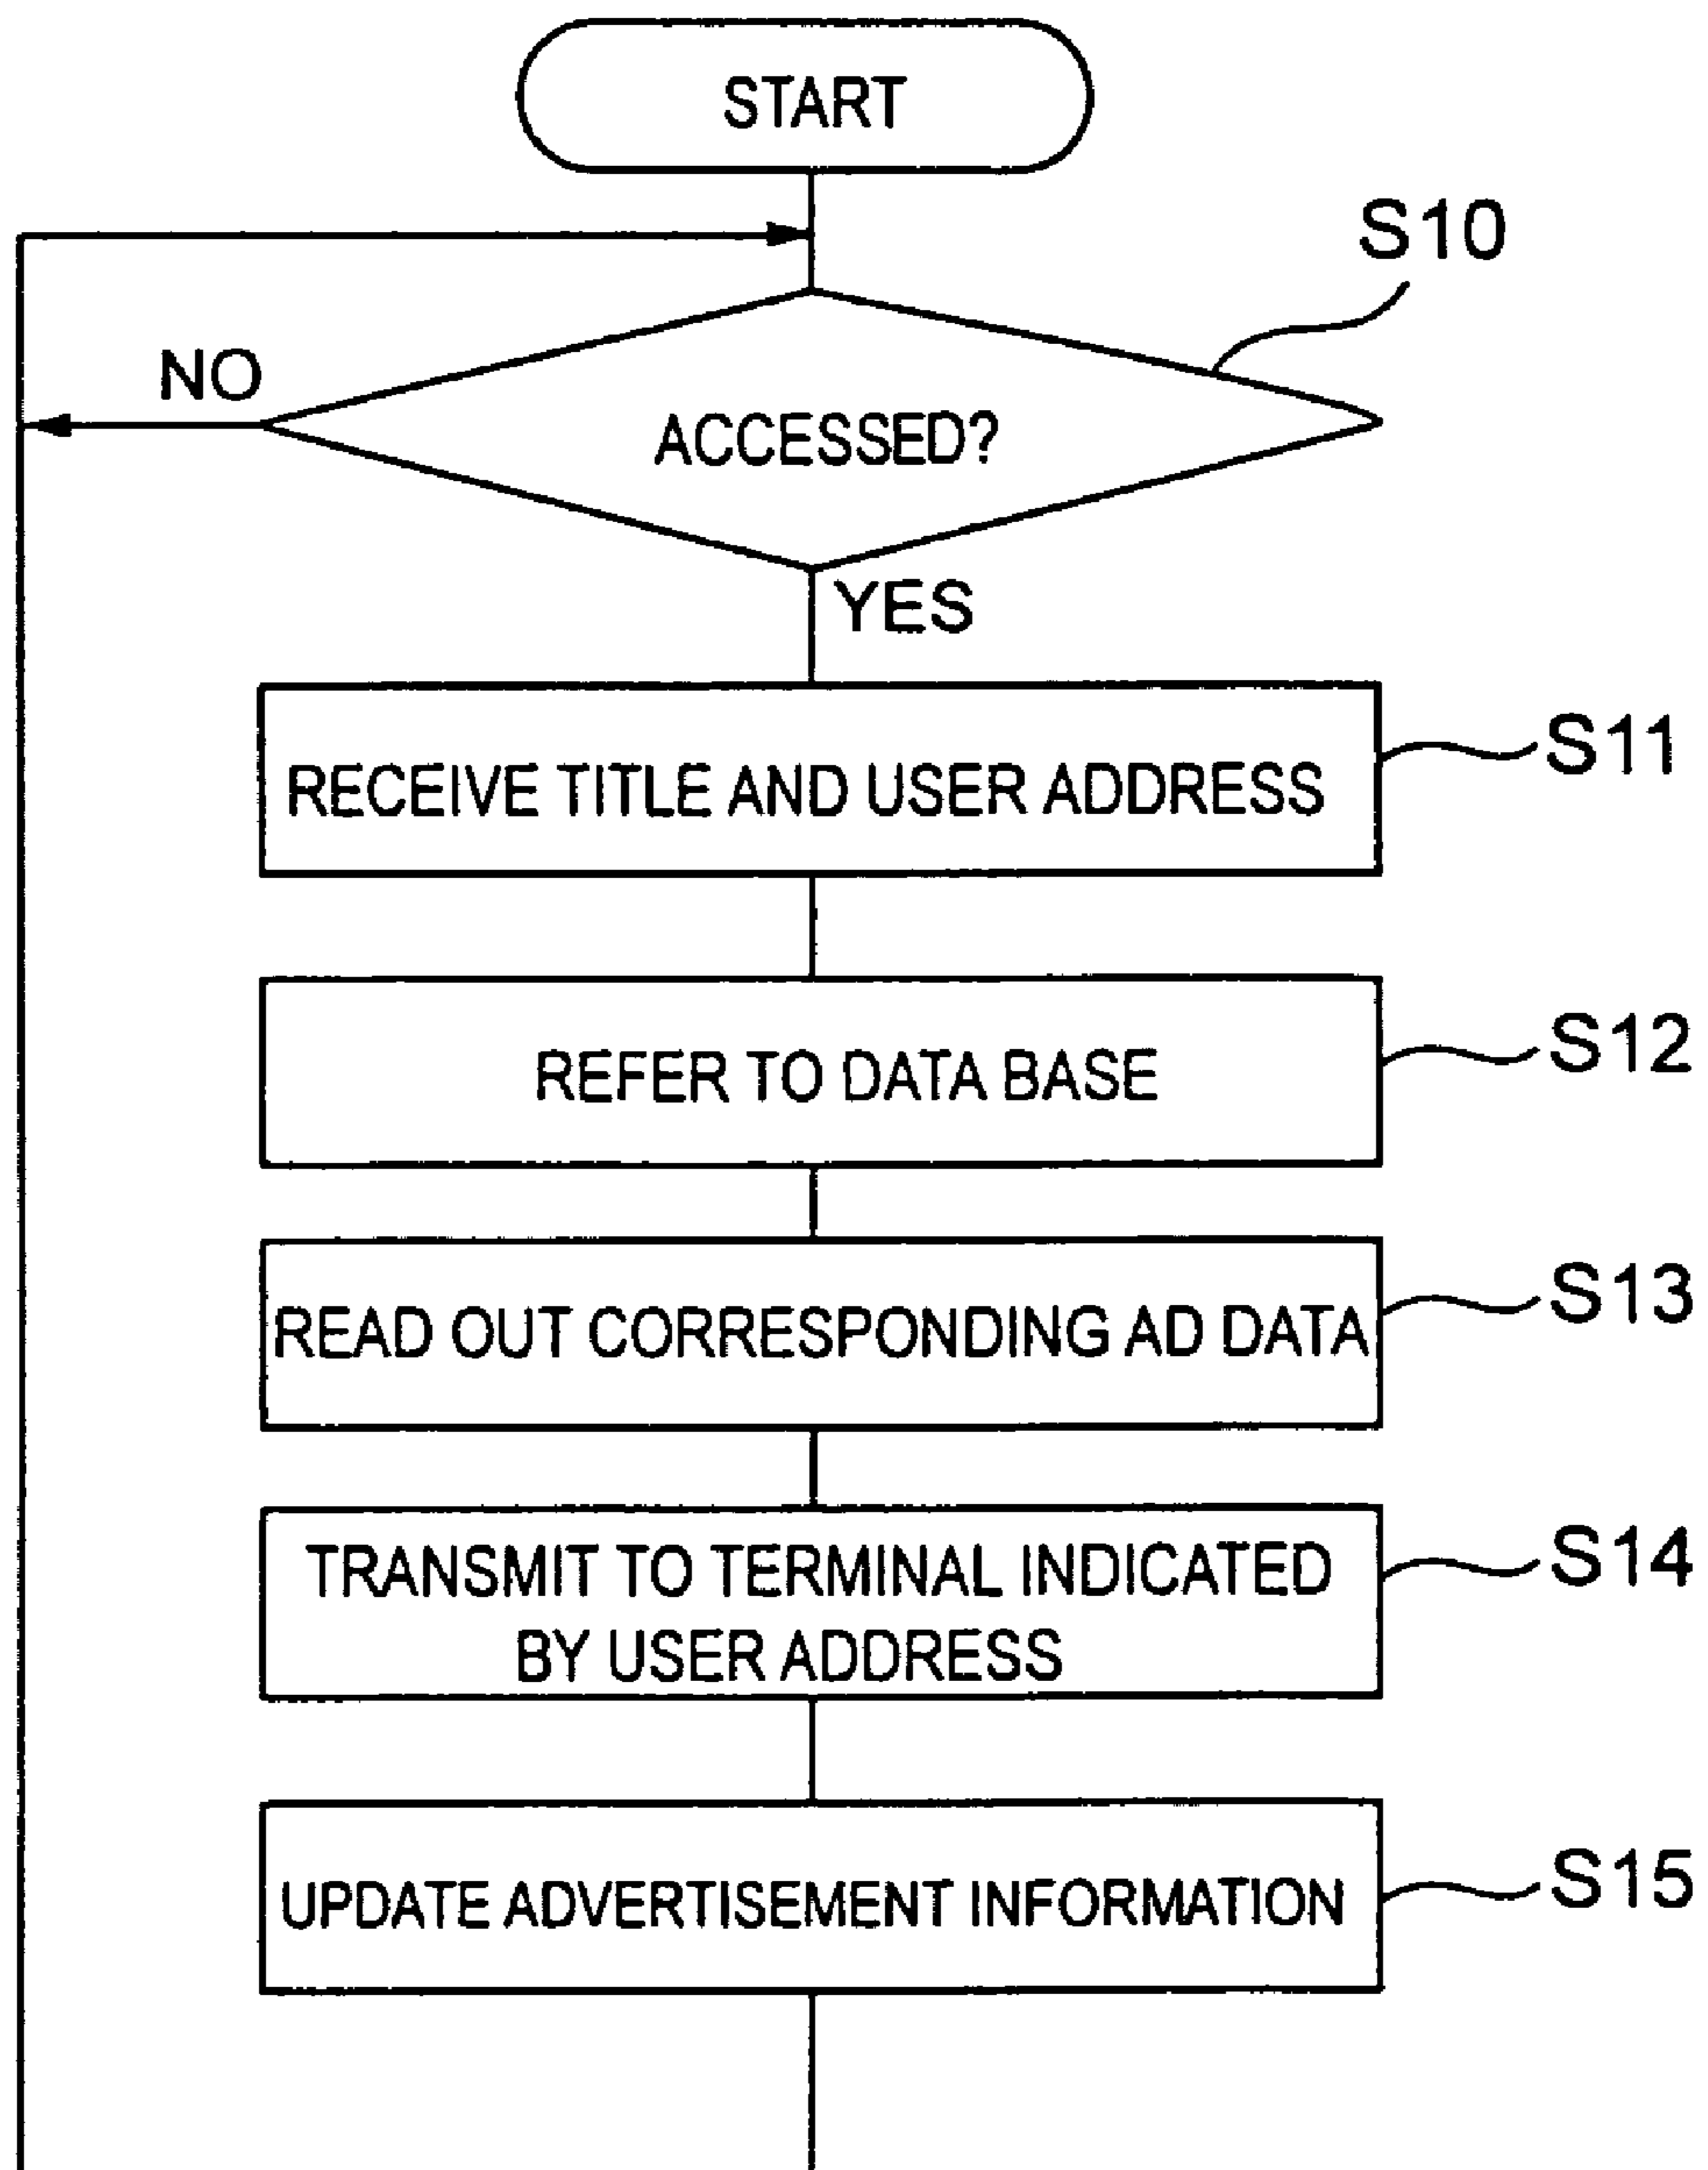 START
S10
NO
ACCESSED?
YES
RECEIVE TITLE AND USER ADDRESS
S11
REFER TO DATA BASE
S12
READ OUT CORRESPONDING AD DATA
S13
TRANSMIT TO TERMINAL INDICATED
BY USER ADDRESS
S14
UPDATE ADVERTISEMENT INFORMATION
S15